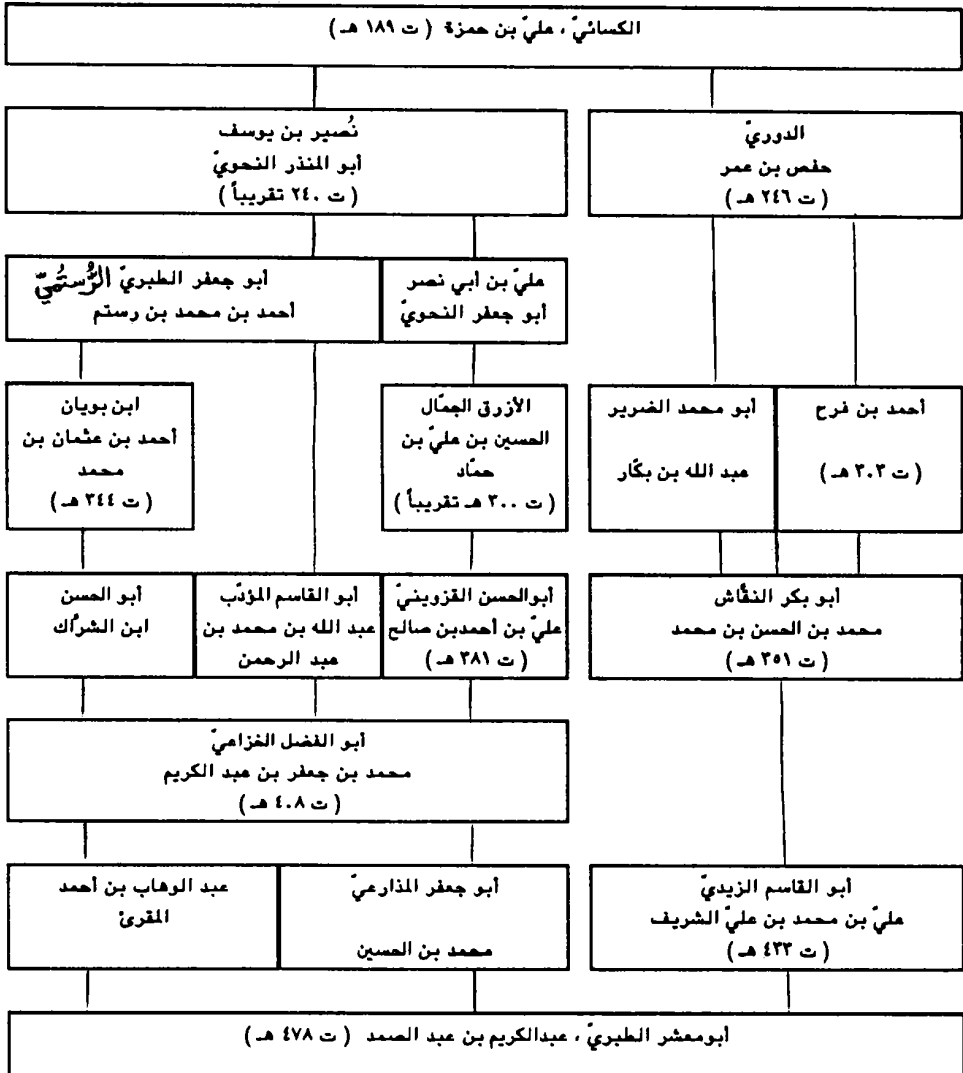 الكسائيّ ، عليّ بن حمزة ( ت ١٨٩ هـ )
الدوريّ
حفص بن عمر
( ت ٢٤٦ هـ )
نُصير بن يوسف
أبو المنذر النحويّ
( ت ٢٤٠ تقريباً )
عليّ بن أبي نصر
أبو جعفر النحويّ
أبو جعفر الطبريّ الرُّستُميّ
أحمد بن محمد بن رستم
أحمد بن فرح
( ت ٣٠٣ هـ )
أبو محمد الضرير
عبد الله بن بكّار
الأزرق الجمّال
الحسين بن عليّ بن
حمّاد
( ت ٣٠٠ هـ تقريباً )
ابن بويان
أحمد بن عثمان بن
محمد
( ت ٣٤٤ هـ )
أبو بكر النقّاش
محمد بن الحسن بن محمد
( ت ٣٥١ هـ )
أبوالحسن القزوينيّ
عليّ بن أحمدبن صالح
( ت ٣٨١ هـ )
أبو القاسم المؤدّب
عبد الله بن محمد بن
عبد الرحمن
أبو الحسن
ابن الشرّاك
أبو الفضل الخزاعيّ
محمد بن جعفر بن عبد الكريم
( ت ٤٠٨ هـ )
أبو القاسم الزيديّ
عليّ بن محمد بن عليّ الشريف
( ت ٤٣٣ هـ )
أبو جعفر المذارعيّ
محمد بن الحسين
عبد الوهاب بن أحمد
المقرئ
أبومعشر الطبريّ ، عبدالكريم بن عبد الصمد ( ت ٤٧٨ هـ )